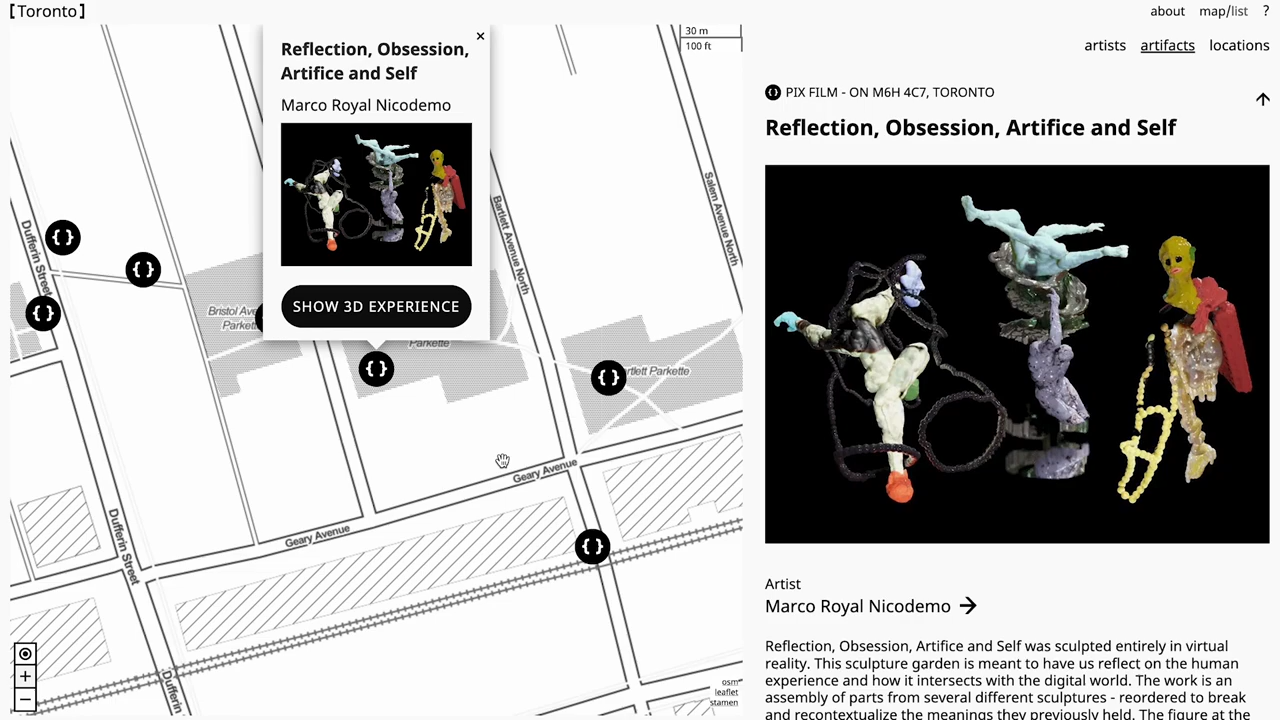 [Toronto]
about map/list ?
artists artifacts locations
30 m
100 ft
×
Reflection, Obsession,
Artifice and Self
Marco Royal Nicodemo
SHOW 3D EXPERIENCE
Dufferin Street
Bartlett Avenue North
Salem Avenue North
Bristol
Parkette
Parkette
Parkette
Geary Avenue
Geary Avenue
Dufferin Street
Dufferin
+
−
osm
leaflet
stamen
PIX FILM - ON M6H 4C7, TORONTO
Reflection, Obsession, Artifice and Self
Artist
Marco Royal Nicodemo →
Reflection, Obsession, Artifice and Self was sculpted entirely in virtual
reality. This sculpture garden is meant to have us reflect on the human
experience and how it intersects with the digital world. The work is an
assembly of parts from several different sculptures - reordered to break
and recontextualize the meanings they previously held. The figure at the